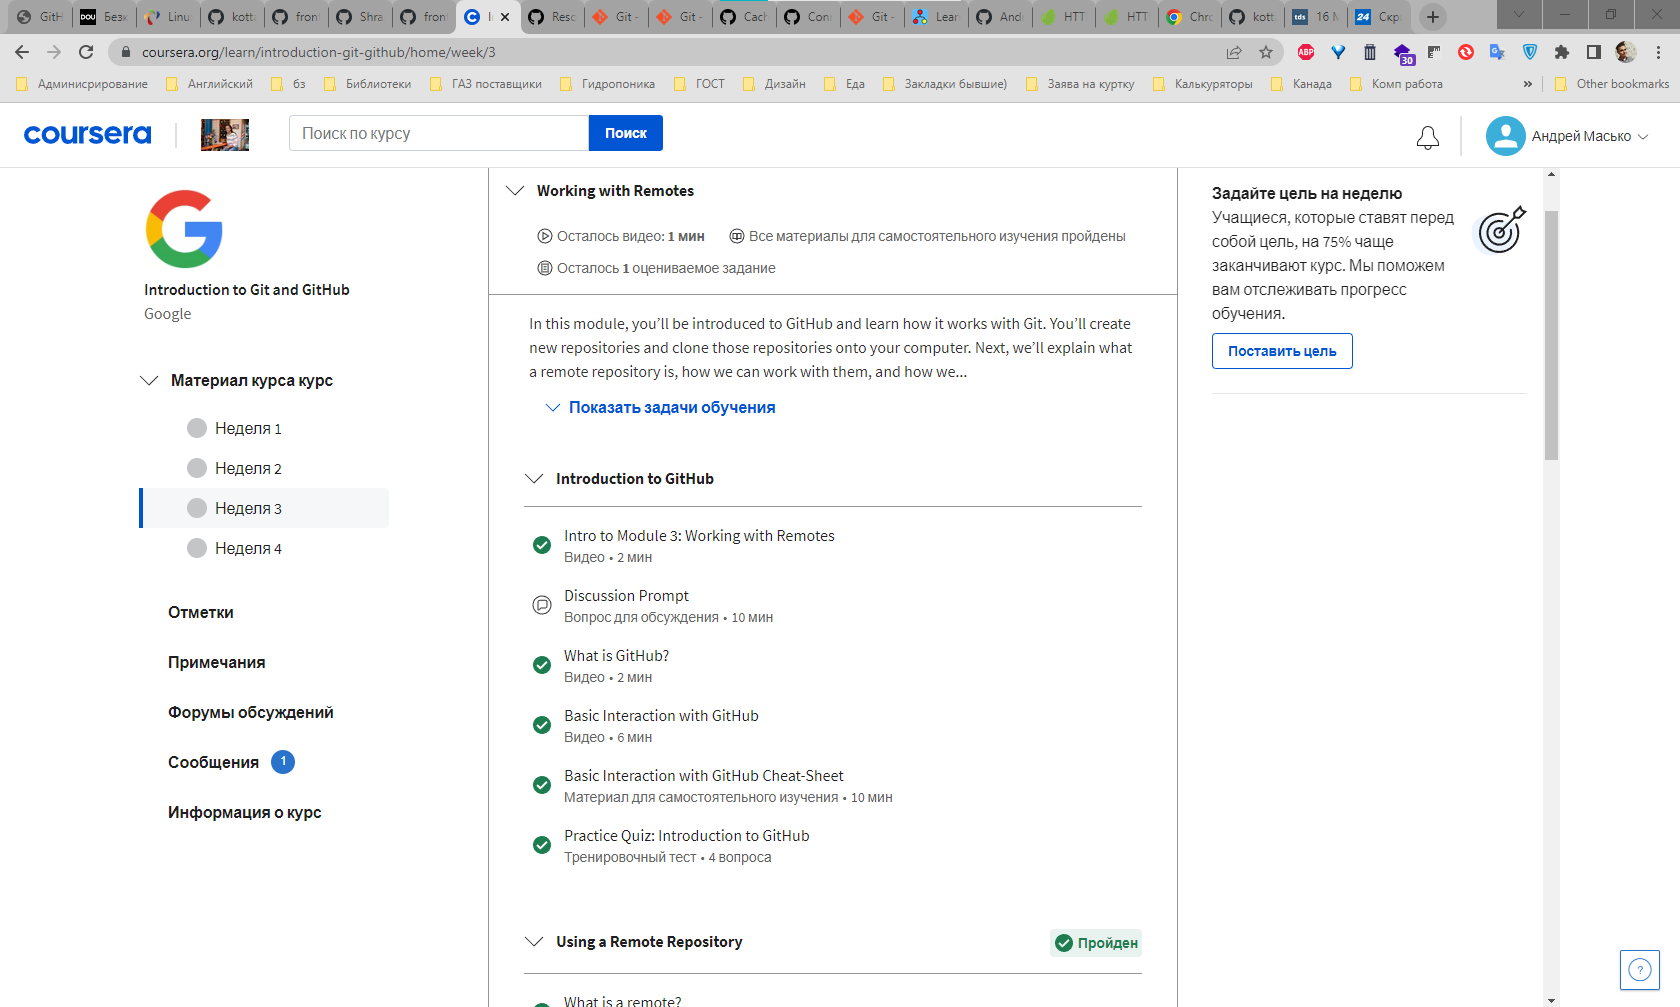 GitH
DOU
Безк
Linu
kott
fron
Shra
fron
Resc
Git -
Git -
Cach
Conn
Git -
Lear
And
HTT
HTT
Chro
kott
tds
16 M
24
Скр
coursera.org/learn/introduction-git-github/home/week/3
ABP
30
Админисрирование
Английский
бз
Библиотеки
ГАЗ поставщики
Гидропоника
ГОСТ
Дизайн
Еда
Закладки бывшие)
Заява на куртку
Калькуряторы
Канада
Комп работа
»
Other bookmarks
coursera
Поиск по курсу
Поиск
Андрей Масько
Introduction to Git and GitHub
Google
Материал курса курс
Неделя 1
Неделя 2
Неделя 3
Неделя 4
Отметки
Примечания
Форумы обсуждений
Сообщения 1
Информация о курс
Working with Remotes
Осталось видео: 1 мин
Все материалы для самостоятельного изучения пройдены
Осталось 1 оцениваемое задание
In this module, you’ll be introduced to GitHub and learn how it works with Git. You’ll create
new repositories and clone those repositories onto your computer. Next, we’ll explain what
a remote repository is, how we can work with them, and how we...
Показать задачи обучения
Introduction to GitHub
Intro to Module 3: Working with Remotes
Видео • 2 мин
Discussion Prompt
Вопрос для обсуждения • 10 мин
What is GitHub?
Видео • 2 мин
Basic Interaction with GitHub
Видео • 6 мин
Basic Interaction with GitHub Cheat-Sheet
Материал для самостоятельного изучения • 10 мин
Practice Quiz: Introduction to GitHub
Тренировочный тест • 4 вопроса
Using a Remote Repository
Пройден
What is a remote?
Задайте цель на неделю
Учащиеся, которые ставят перед
собой цель, на 75% чаще
заканчивают курс. Мы поможем
вам отслеживать прогресс
обучения.
Поставить цель
?